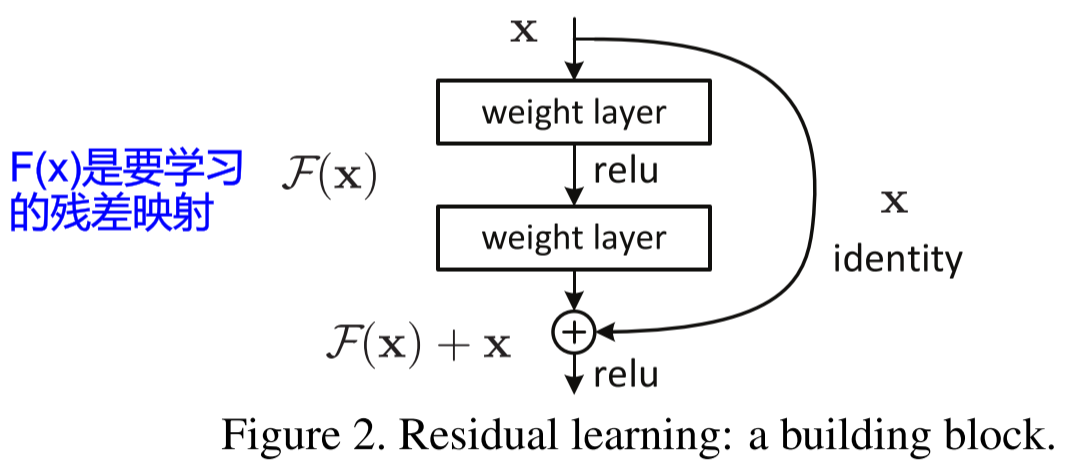 x
weight layer
F(x)是要学习
的残差映射
F(x)
relu
x
weight layer
identity
F(x) + x
+
relu
Figure 2. Residual learning: a building block.